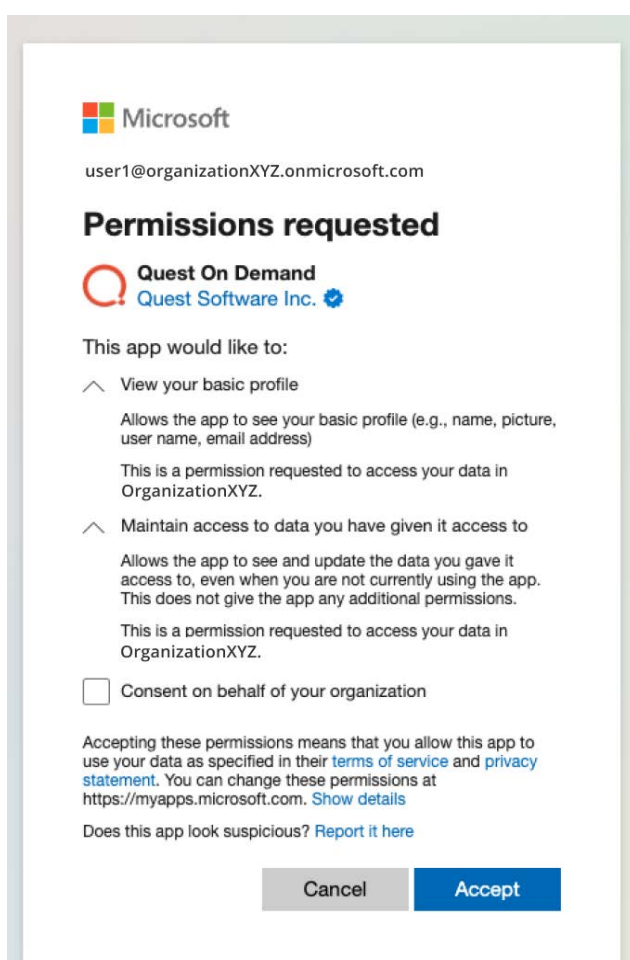 Microsoft
user1@organizationXYZ.onmicrosoft.com
Permissions requested
Quest On Demand
Quest Software Inc.
This app would like to:
View your basic profile
Allows the app to see your basic profile (e.g., name, picture,
user name, email address)
This is a permission requested to access your data in
OrganizationXYZ.
Maintain access to data you have given it access to
Allows the app to see and update the data you gave it
access to, even when you are not currently using the app.
This does not give the app any additional permissions.
This is a permission requested to access your data in
OrganizationXYZ.
Consent on behalf of your organization
Accepting these permissions means that you allow this app to
use your data as specified in their terms of service and privacy
statement. You can change these permissions at
https://myapps.microsoft.com. Show details
Does this app look suspicious? Report it here
Cancel
Accept